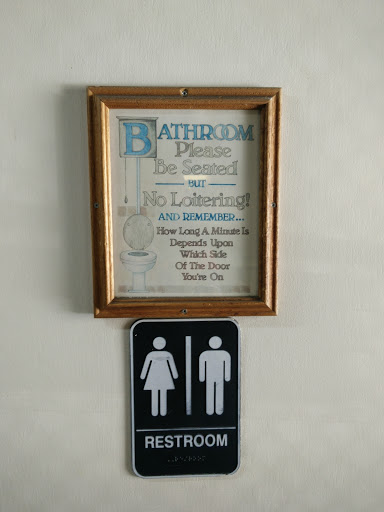 BATHROOM
Please
Be Seated
BUT
No Loitering!
AND REMEMBER...
How Long A Minute Is
Depends Upon
Which Side
Of The Door
You're On
RESTROOM